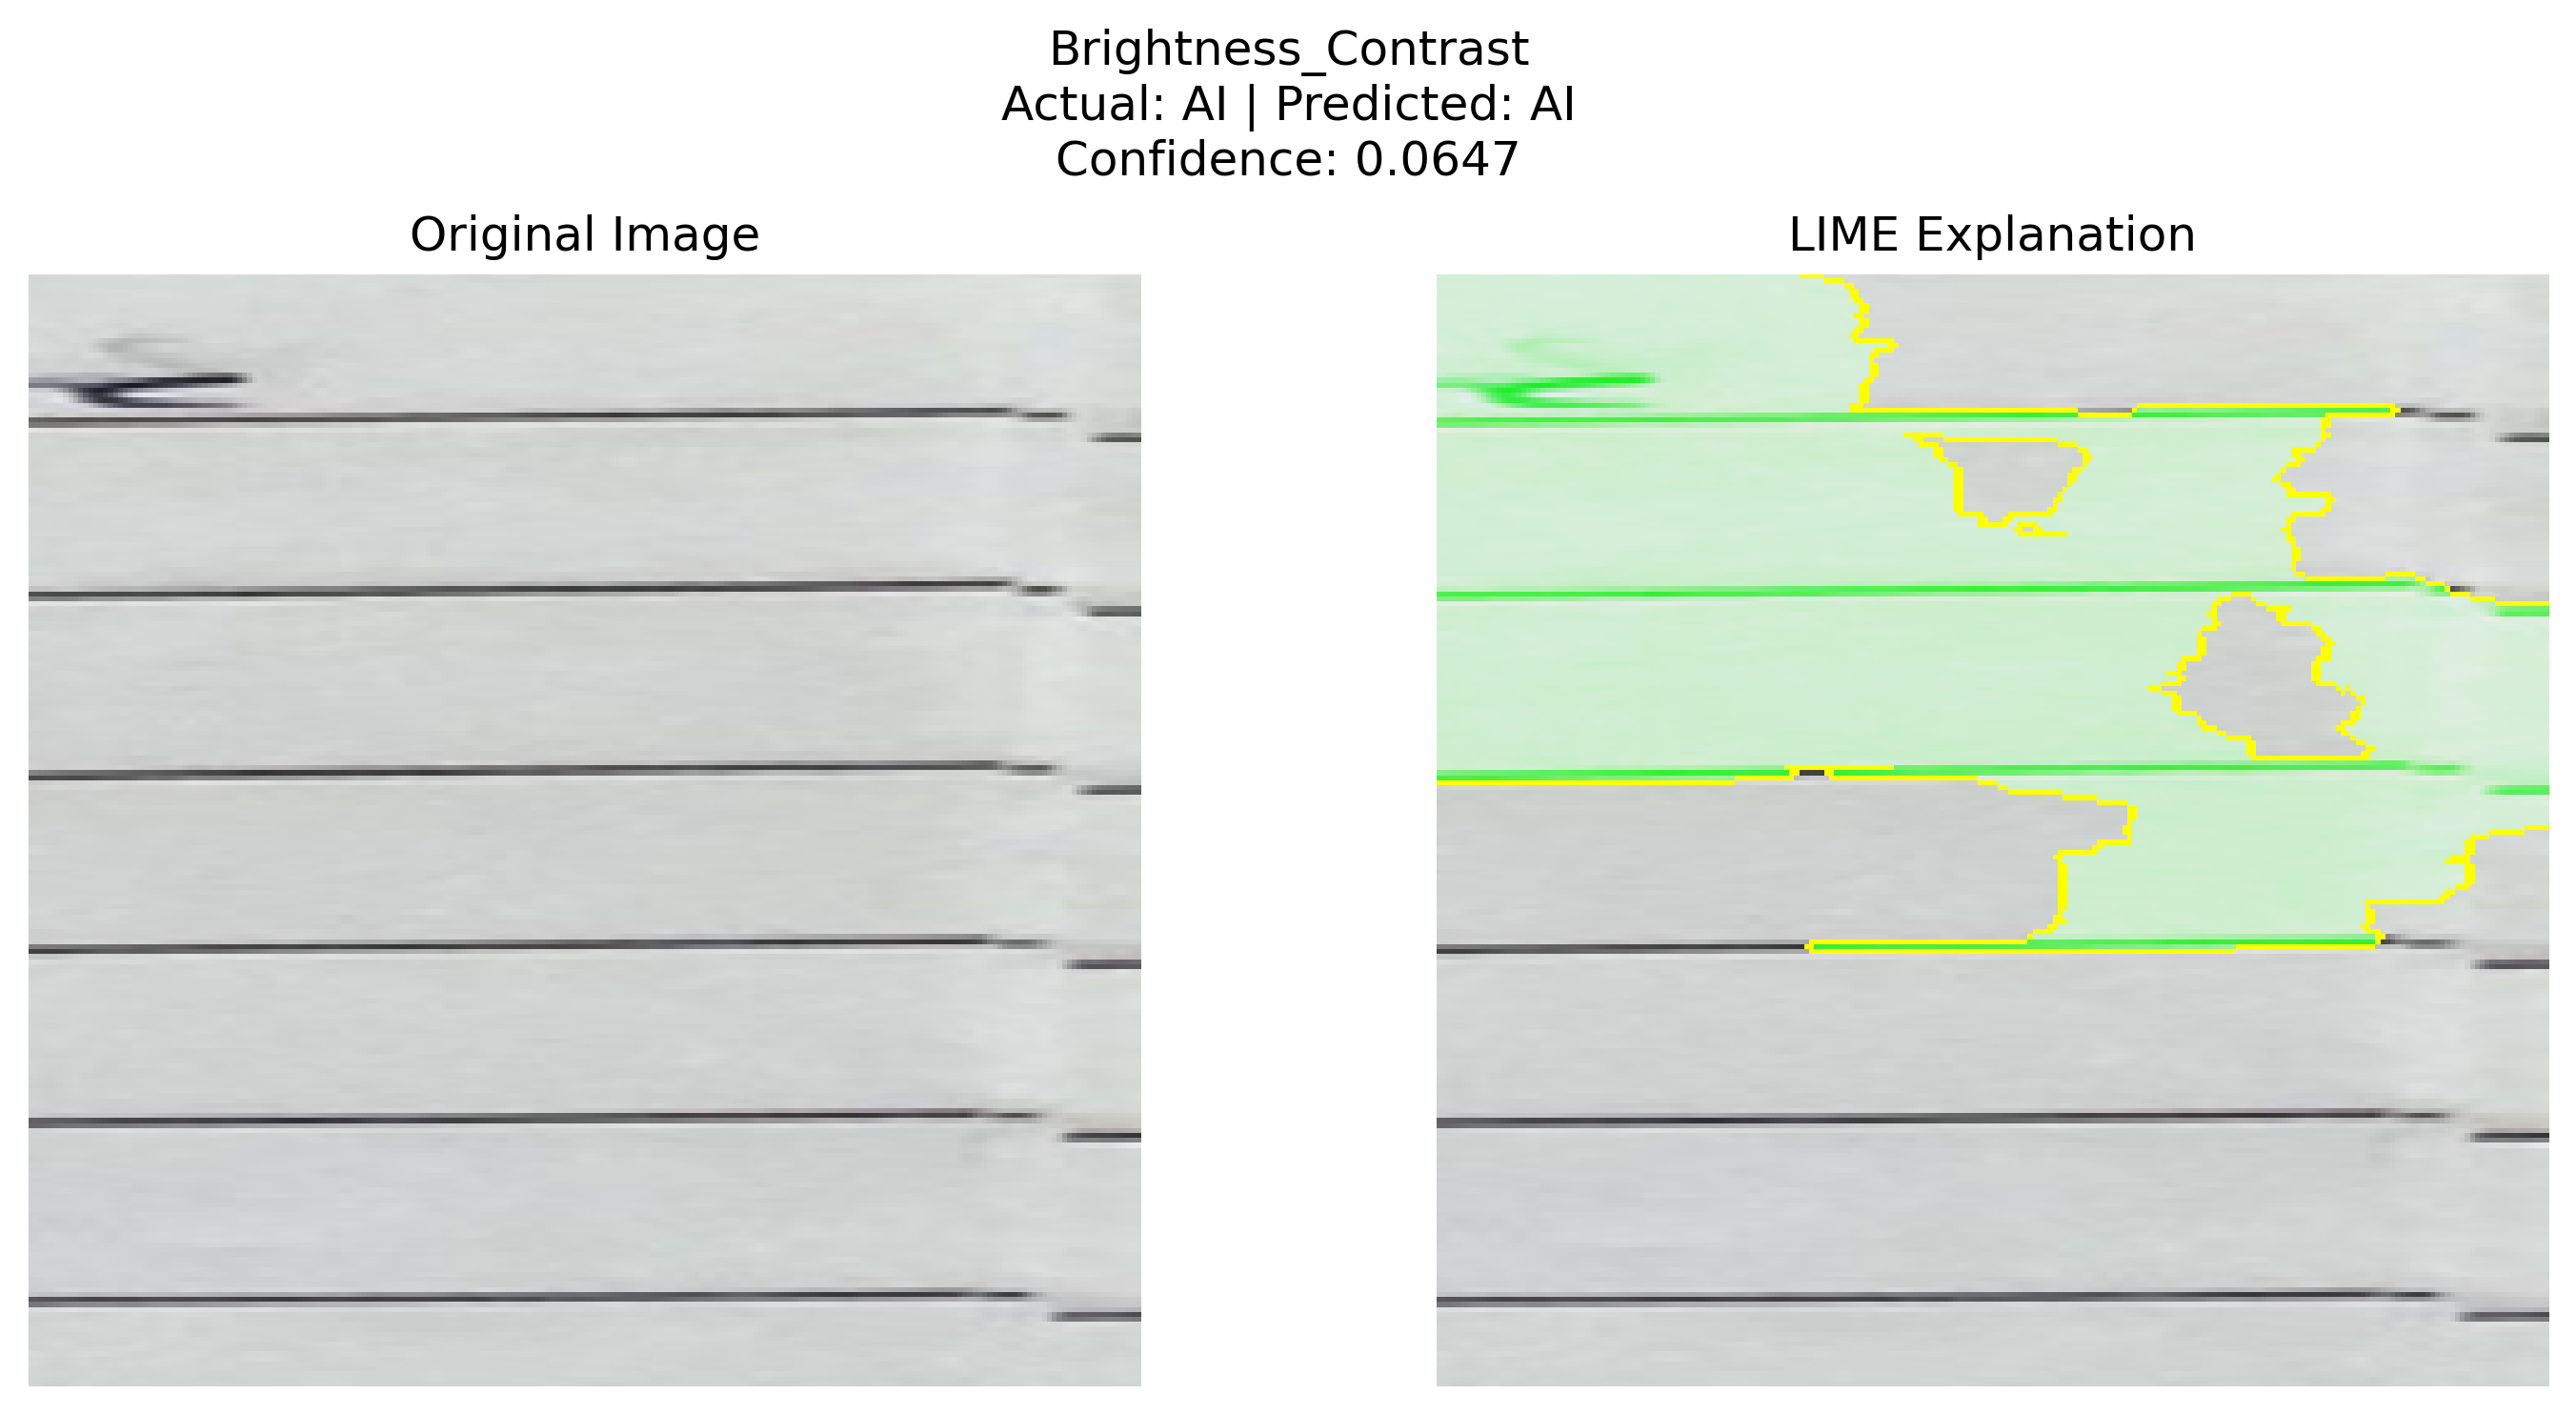 Brightness_Contrast
Actual: AI | Predicted: AI
Confidence: 0.0647
Original Image
LIME Explanation